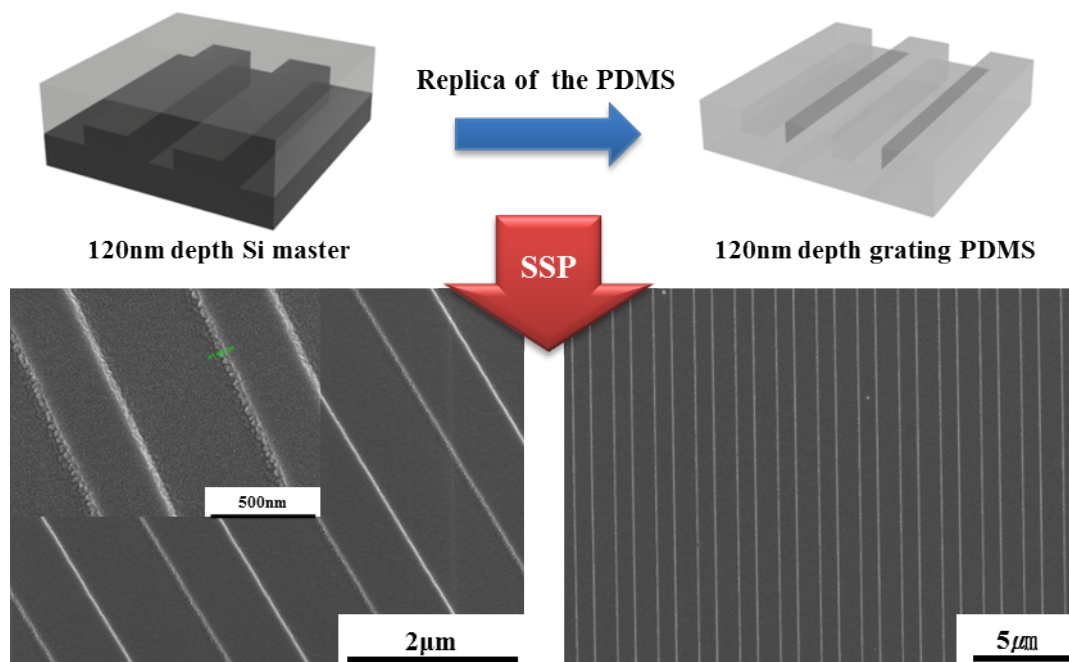 Replica of the PDMS
120nm depth Si master
120nm depth grating PDMS
SSP
500nm
2μm
5㎛